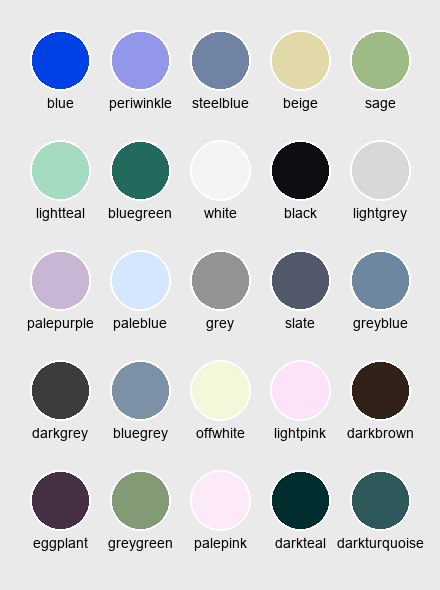 blue periwinkle steelblue beige sage
lightteal bluegreen white black lightgrey
palepurple paleblue grey slate greyblue
darkgrey bluegrey offwhite lightpink darkbrown
eggplant greygreen palepink darkteal darkturquoise